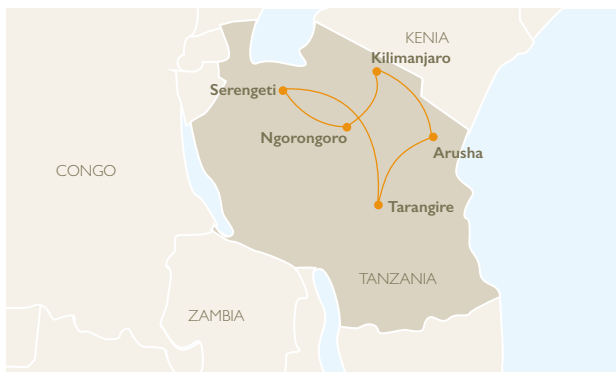 KENIA
Kilimanjaro
Serengeti
Ngorongoro
Arusha
CONGO
Tarangire
TANZANIA
ZAMBIA